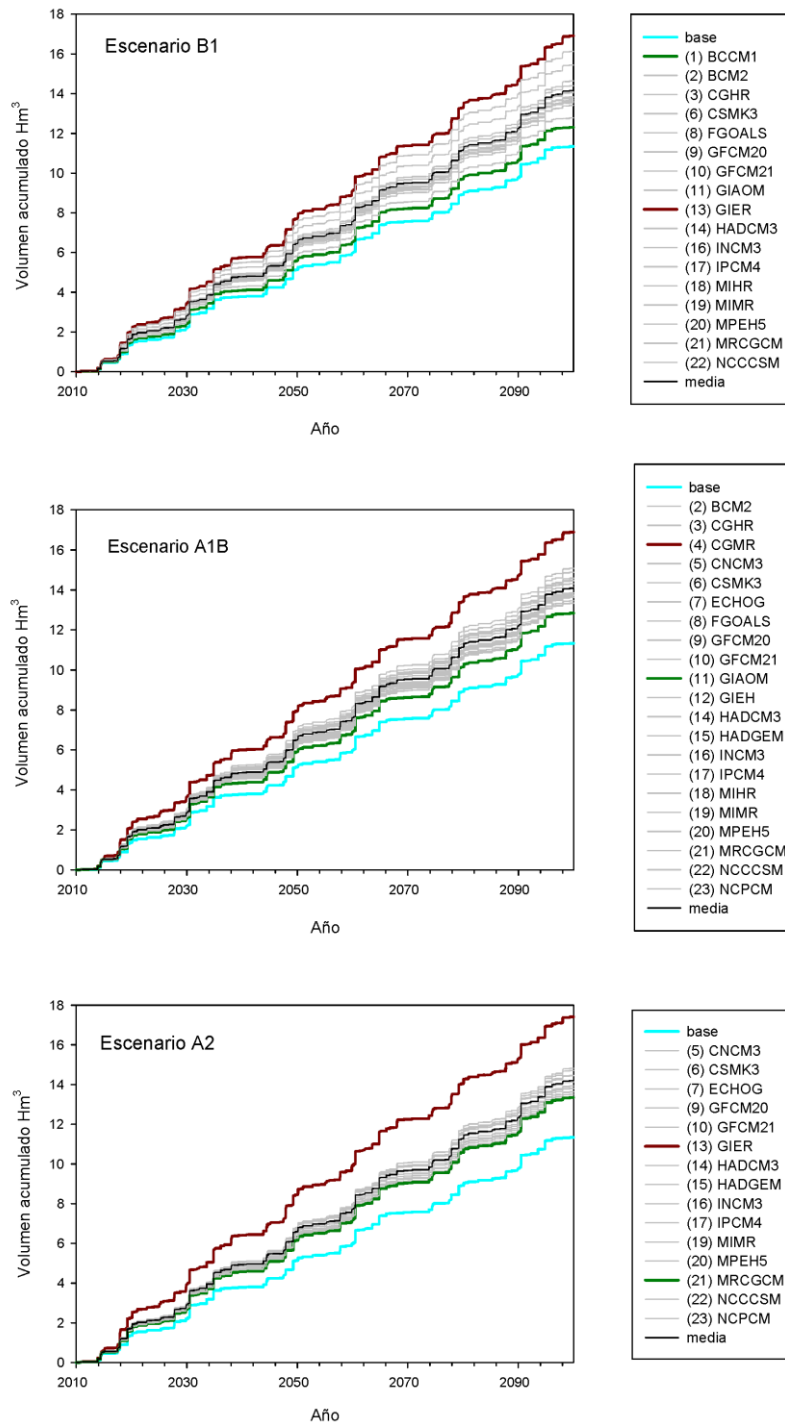 Escenario B1
Volumen acumulado Hm³
18
16
14
12
10
8
6
4
2
0
2010 2030 2050 2070 2090
Año
base
(1) BCCM1
(2) BCM2
(3) CGHR
(6) CSMK3
(8) FGOALS
(9) GFCM20
(10) GFCM21
(11) GIAOM
(13) GIER
(14) HADCM3
(16) INCM3
(17) IPCM4
(18) MIHR
(19) MIMR
(20) MPEH5
(21) MRCGCM
(22) NCCCSM
media
Escenario A1B
Volumen acumulado Hm³
18
16
14
12
10
8
6
4
2
0
2010 2030 2050 2070 2090
Año
base
(2) BCM2
(3) CGHR
(4) CGMR
(5) CNCM3
(6) CSMK3
(7) ECHOG
(8) FGOALS
(9) GFCM20
(10) GFCM21
(11) GIAOM
(12) GIEH
(14) HADCM3
(15) HADGEM
(16) INCM3
(17) IPCM4
(18) MIHR
(19) MIMR
(20) MPEH5
(21) MRCGCM
(22) NCCCSM
(23) NCPCM
media
Escenario A2
Volumen acumulado Hm³
18
16
14
12
10
8
6
4
2
0
2010 2030 2050 2070 2090
Año
base
(5) CNCM3
(6) CSMK3
(7) ECHOG
(9) GFCM20
(10) GFCM21
(13) GIER
(14) HADCM3
(15) HADGEM
(16) INCM3
(17) IPCM4
(19) MIMR
(20) MPEH5
(21) MRCGCM
(22) NCCCSM
(23) NCPCM
media